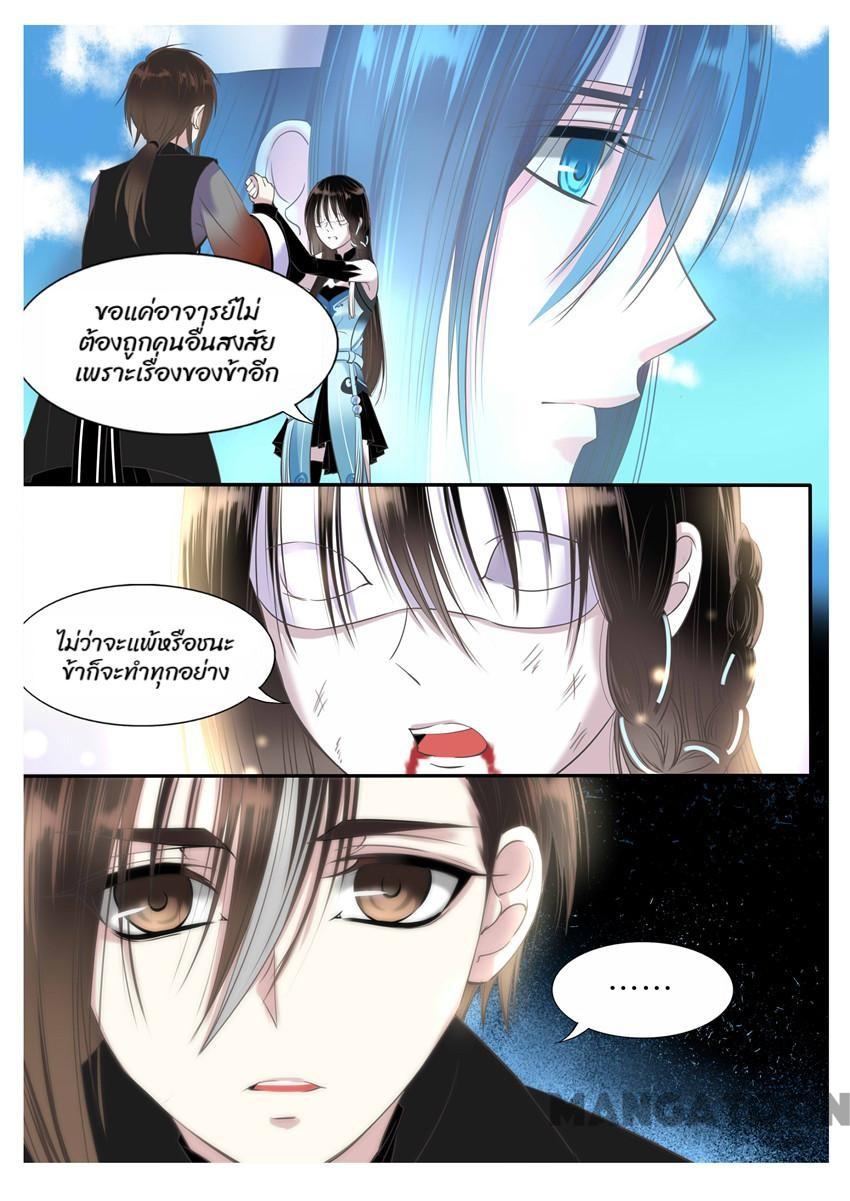 ขอแค่อาจารย์ไม่
ต้องถูกคนอื่นสงสัย
เพราะเรื่องของข้าอีก
ไม่ว่าจะแพ้หรือชนะ
ข้าก็จะทำทุกอย่าง
......
MANGATOON